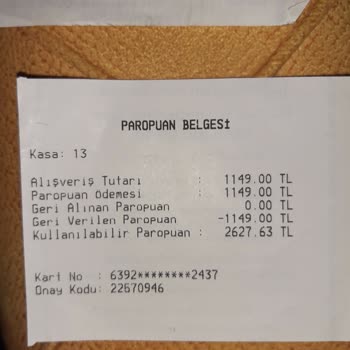 PAROPUAN BELGESİ
Kasa: 13
Alışveriş Tutarı : 1149.00 TL
Paropuan Ödemesi : 1149.00 TL
Geri Alınan Paropuan 0.00 TL
Geri Verilen Paropuan -1149.00 TL
Kullanılabilir Paropuan : 2627.63 TL
Kart No : 6392********2437
Onay Kodu: 22670946